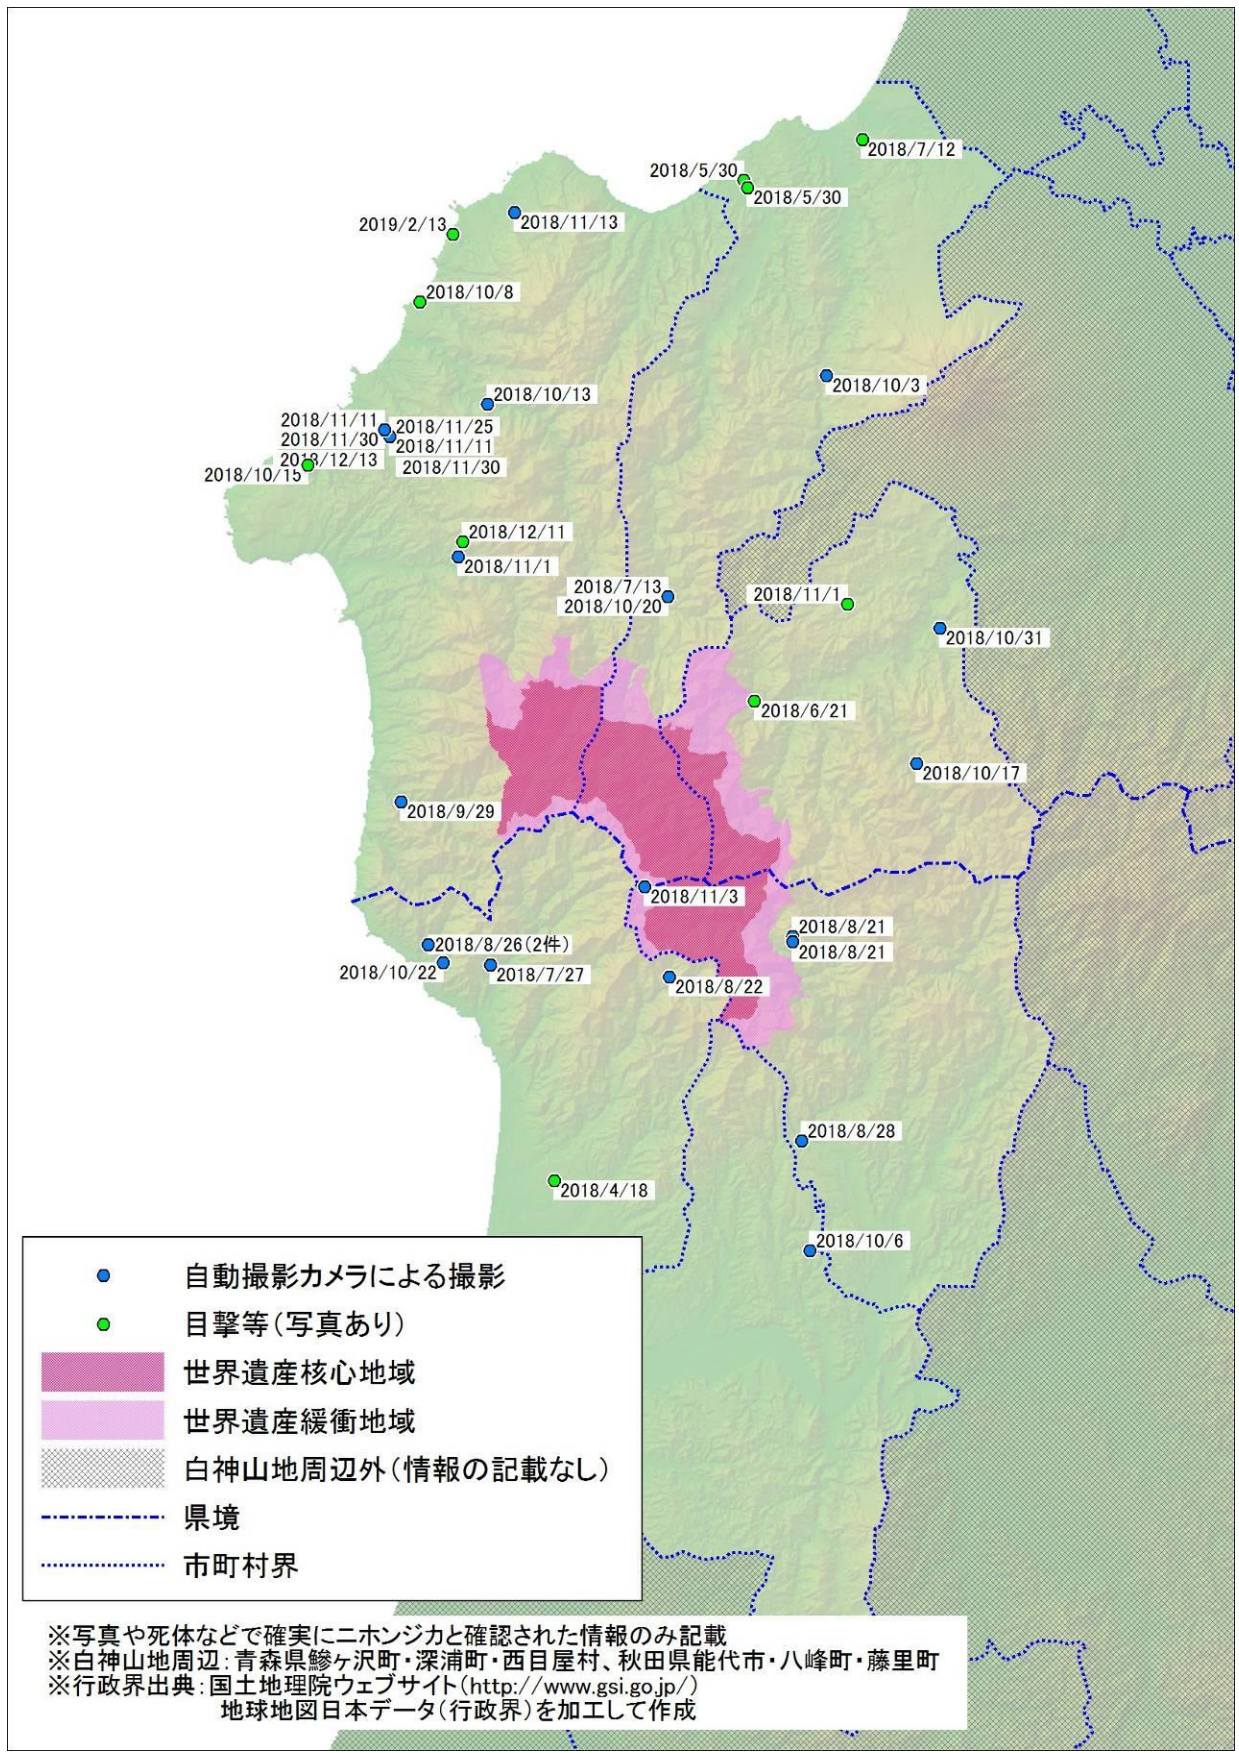 2018/7/12
2018/5/30
2018/5/30
2018/11/13
2019/2/13
2018/10/8
2018/10/3
2018/10/13
2018/11/11
2018/11/30
2018/12/13
2018/11/25
2018/11/11
2018/11/30
2018/10/15
2018/12/11
2018/11/1
2018/7/13
2018/10/20
2018/11/1
2018/10/31
2018/6/21
2018/10/17
2018/9/29
2018/11/3
2018/8/21
2018/8/21
2018/8/26(2件)
2018/10/22
2018/7/27
2018/8/22
2018/8/28
2018/4/18
2018/10/6
自動撮影カメラによる撮影
目撃等(写真あり)
世界遺産核心地域
世界遺産緩衝地域
白神山地周辺外(情報の記載なし)
県境
市町村界
※写真や死体などで確実にニホンジカと確認された情報のみ記載
※白神山地周辺:青森県鰺ヶ沢町・深浦町・西目屋村、秋田県能代市・八峰町・藤里町
※行政界出典:国土地理院ウェブサイト(http://www.gsi.go.jp/)
地球地図日本データ(行政界)を加工して作成